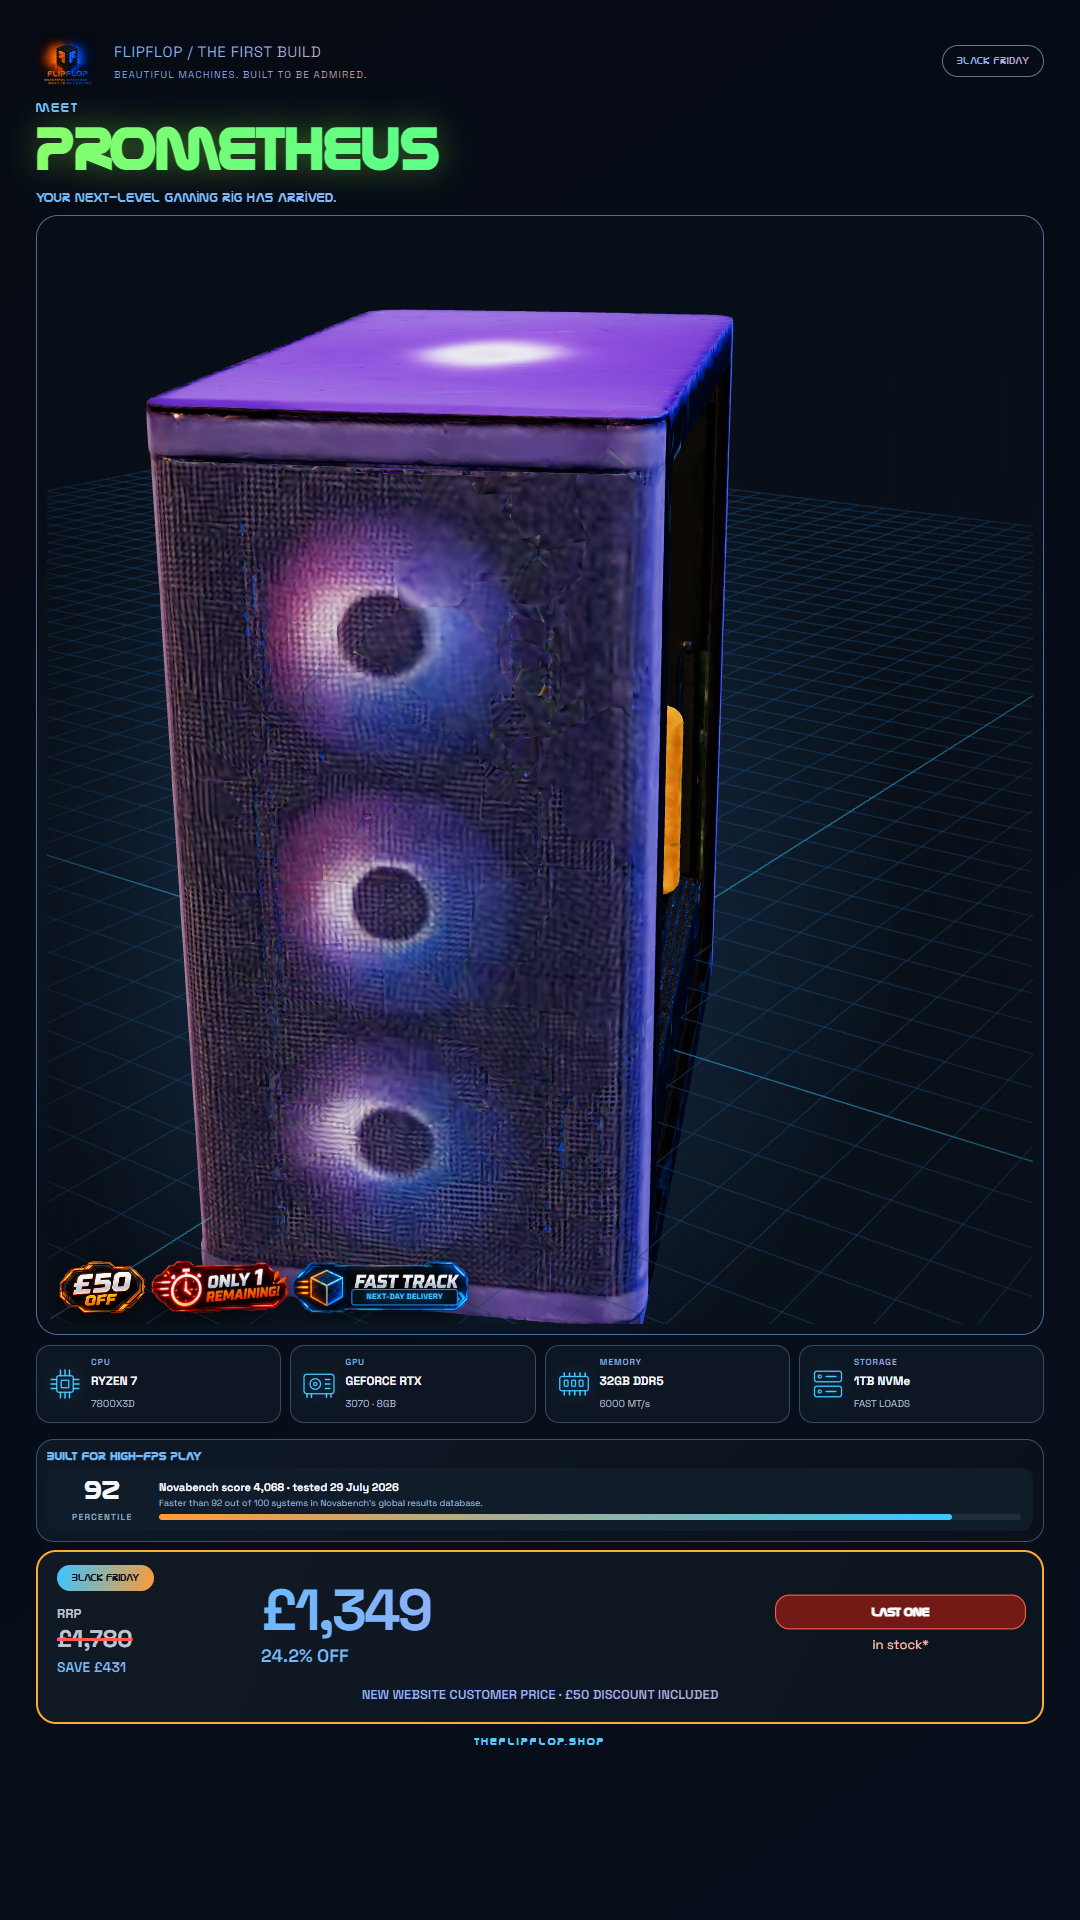 FLIPFLOP / THE FIRST BUILD
BEAUTIFUL MACHINES. BUILT TO BE ADMIRED.
BLACK FRIDAY
FLIPFLOP
MEET
PROMETHEUS
YOUR NEXT-LEVEL GAMING RIG HAS ARRIVED.
£50 OFF
ONLY 1 REMAINING!
FAST TRACK
NEXT-DAY DELIVERY
CPU
RYZEN 7
7800X3D
GPU
GEFORCE RTX
3070 · 8GB
MEMORY
32GB DDR5
6000 MT/s
STORAGE
1TB NVMe
FAST LOADS
BUILT FOR HIGH-FPS PLAY
92
PERCENTILE
Novabench score 4,068 · tested 29 July 2026
Faster than 92 out of 100 systems in Novabench's global results database.
BLACK FRIDAY
RRP
£1,780
SAVE £431
£1,349
24.2% OFF
LAST ONE
in stock*
NEW WEBSITE CUSTOMER PRICE · £50 DISCOUNT INCLUDED
THEFLIPFLOP.SHOP